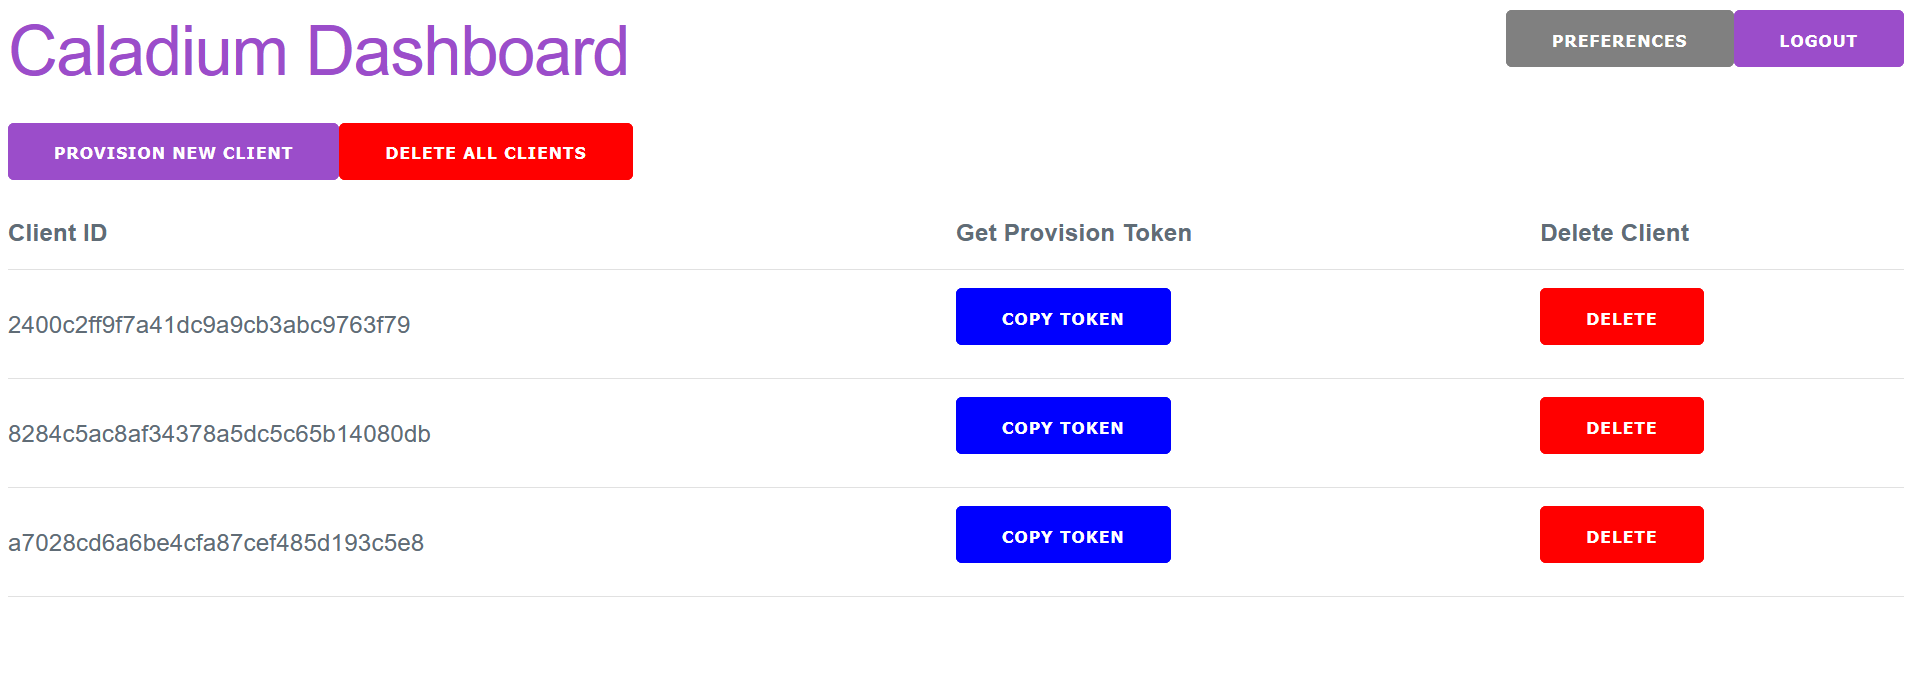 Caladium Dashboard
PREFERENCES LOGOUT
PROVISION NEW CLIENT DELETE ALL CLIENTS
Client ID Get Provision Token Delete Client
2400c2ff9f7a41dc9a9cb3abc9763f79 COPY TOKEN DELETE
8284c5ac8af34378a5dc5c65b14080db COPY TOKEN DELETE
a7028cd6a6be4cfa87cef485d193c5e8 COPY TOKEN DELETE